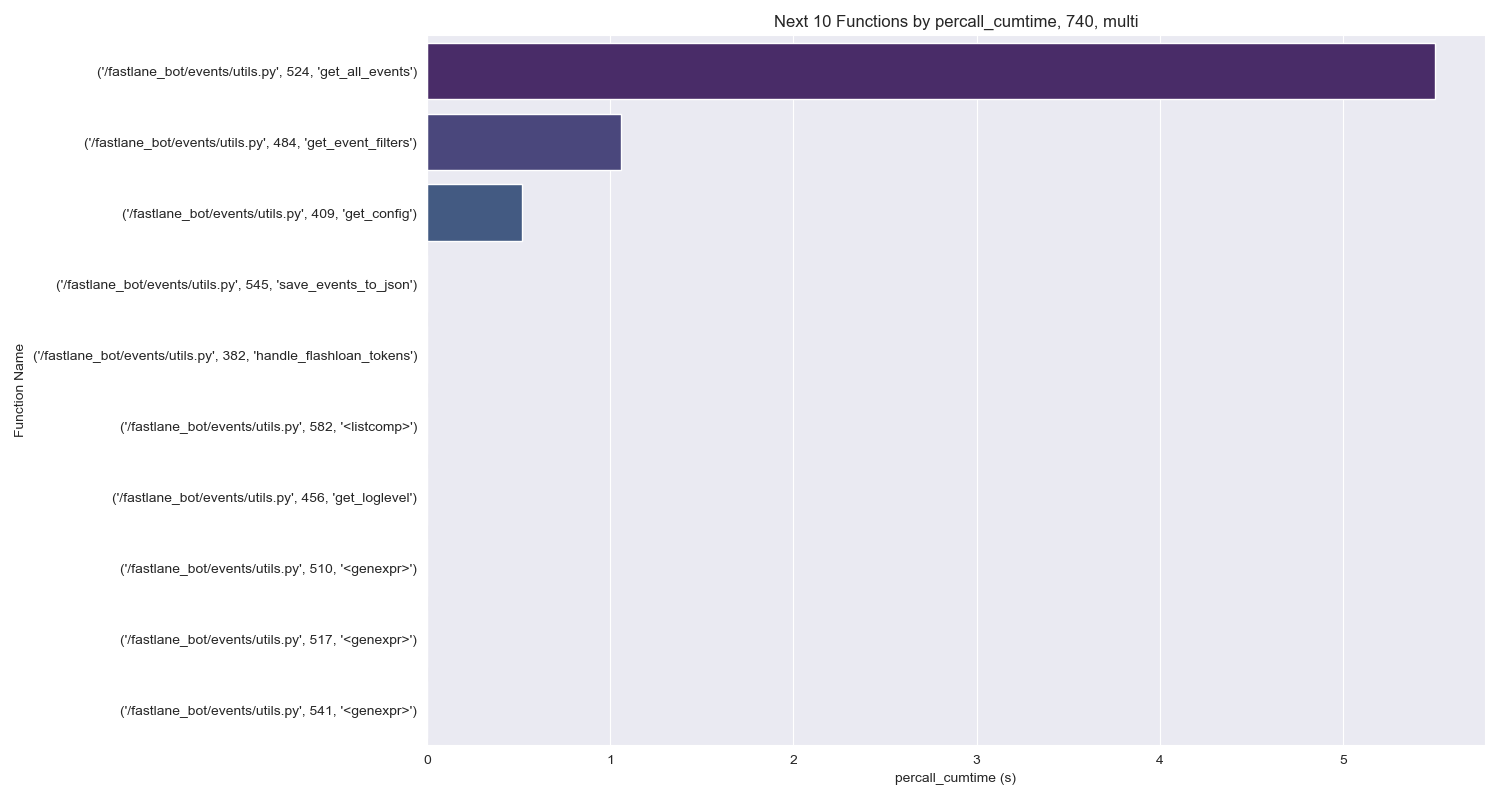 Next 10 Functions by percall_cumtime, 740, multi
('/fastlane_bot/events/utils.py', 524, 'get_all_events')
('/fastlane_bot/events/utils.py', 484, 'get_event_filters')
('/fastlane_bot/events/utils.py', 409, 'get_config')
('/fastlane_bot/events/utils.py', 545, 'save_events_to_json')
('/fastlane_bot/events/utils.py', 382, 'handle_flashloan_tokens')
('/fastlane_bot/events/utils.py', 582, '<listcomp>')
('/fastlane_bot/events/utils.py', 456, 'get_loglevel')
('/fastlane_bot/events/utils.py', 510, '<genexpr>')
('/fastlane_bot/events/utils.py', 517, '<genexpr>')
('/fastlane_bot/events/utils.py', 541, '<genexpr>')
Function Name
0 1 2 3 4 5
percall_cumtime (s)